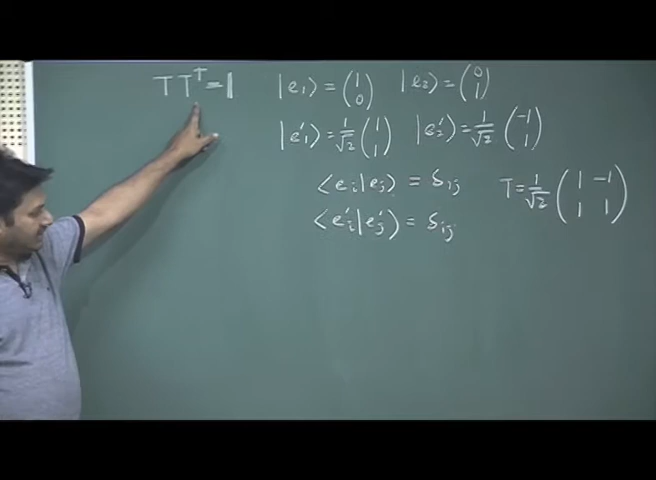 T T^T = 1   |e₁⟩ = (1 0)   |e₂⟩ = (0 1)
|e₁′⟩ = 1/√2 (1 1)   |e₂′⟩ = 1/√2 (-1 1)
⟨eᵢ|eⱼ⟩ = δᵢⱼ   T = 1/√2 (1 -1 1 1)
⟨eᵢ′|eⱼ′⟩ = δᵢⱼ